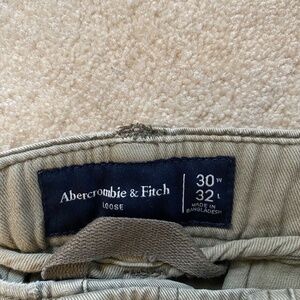 Abercrombie & Fitch
LOOSE
30 W
32 L
MADE IN
BANGLADESH